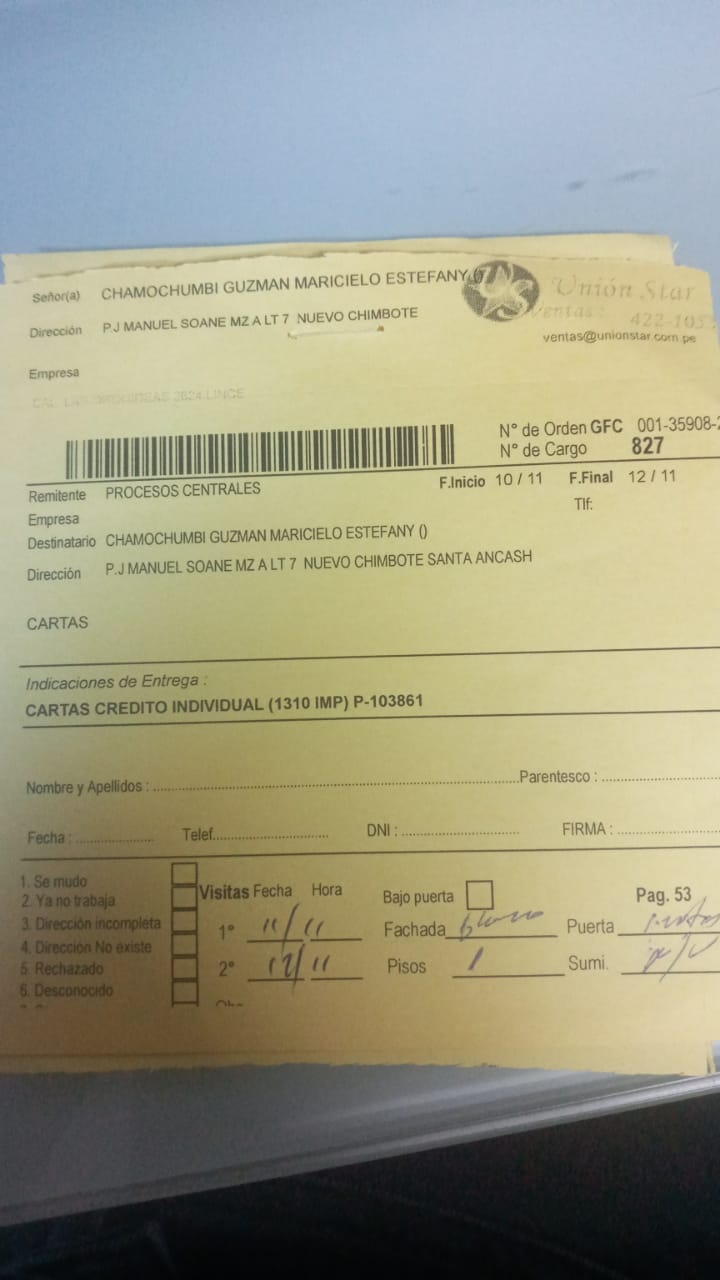 Señor(a) CHAMOCHUMBI GUZMAN MARICIELO ESTEFANY ()
Unión Star
Ventas: 422-105
Dirección P.J MANUEL SOANE MZ A LT 7 NUEVO CHIMBOTE
ventas@unionstar.com.pe
Empresa
2624 LINCE
N° de Orden GFC 001-35908-2
N° de Cargo 827
Remitente PROCESOS CENTRALES
F.Inicio 10 / 11 F.Final 12 / 11
Empresa
Tlf:
Destinatario CHAMOCHUMBI GUZMAN MARICIELO ESTEFANY ()
Dirección P.J MANUEL SOANE MZ A LT 7 NUEVO CHIMBOTE SANTA ANCASH
CARTAS
Indicaciones de Entrega :
CARTAS CREDITO INDIVIDUAL (1310 IMP) P-103861
Nombre y Apellidos : Parentesco :
Fecha : Telef. DNI : FIRMA :
1. Se mudo
2. Ya no trabaja
3. Dirección incompleta
4. Dirección No existe
5. Rechazado
6. Desconocido
Visitas Fecha Hora
1° 11/11
2° 12/11
Bajo puerta
Pag. 53
Fachada blanco Puerta
Pisos 1 Sumi.